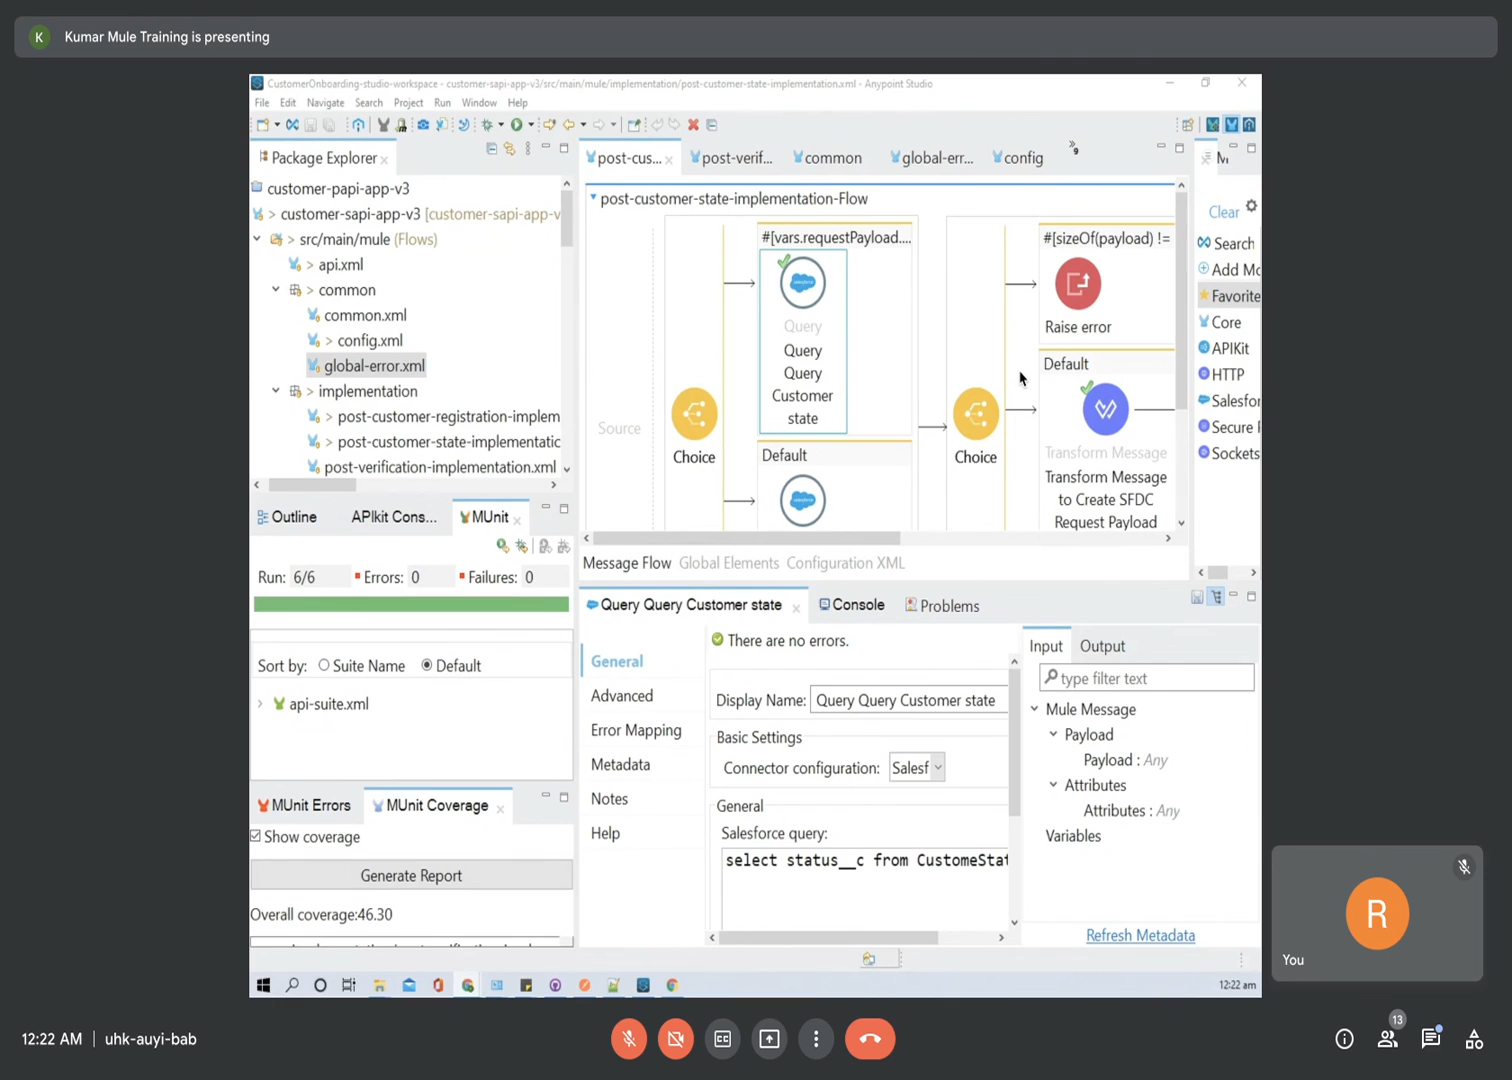 K Kumar Mule Training is presenting
CustomerOnboarding-studio-workspace - customer-sapi-app-v3/src/main/mule/implementation/post-customer-state-implementation.xml - Anypoint Studio
File Edit Navigate Search Project Run Window Help
Package Explorer
customer-papi-app-v3
customer-sapi-app-v3 [customer-sapi-app-v
src/main/mule (Flows)
api.xml
common
common.xml
config.xml
global-error.xml
implementation
post-customer-registration-implem
post-customer-state-implementatic
post-verification-implementation.xml
post-cus... post-verif... common global-err... config 9
post-customer-state-implementation-Flow
Source
Choice
#[vars.requestPayload....
Query
Query
Query
Customer
state
Default
Choice
#[sizeOf(payload) !=
Raise error
Default
Transform Message
Transform Message
to Create SFDC
Request Payload
Message Flow Global Elements Configuration XML
M
Clear
Search
Add Mo
Favorite
Core
APIKit
HTTP
Salesfor
Secure
Sockets
Outline APIkit Cons... MUnit
Run: 6/6 Errors: 0 Failures: 0
Sort by: Suite Name Default
api-suite.xml
MUnit Errors MUnit Coverage
Show coverage
Generate Report
Overall coverage:46.30
Query Query Customer state Console Problems
General
Advanced
Error Mapping
Metadata
Notes
Help
There are no errors.
Display Name: Query Query Customer state
Basic Settings
Connector configuration: Salesf
General
Salesforce query:
select status__c from CustomeStat
Input Output
type filter text
Mule Message
Payload
Payload : Any
Attributes
Attributes : Any
Variables
Refresh Metadata
12:22 am
R
You
12:22 AM | uhk-auyi-bab
13